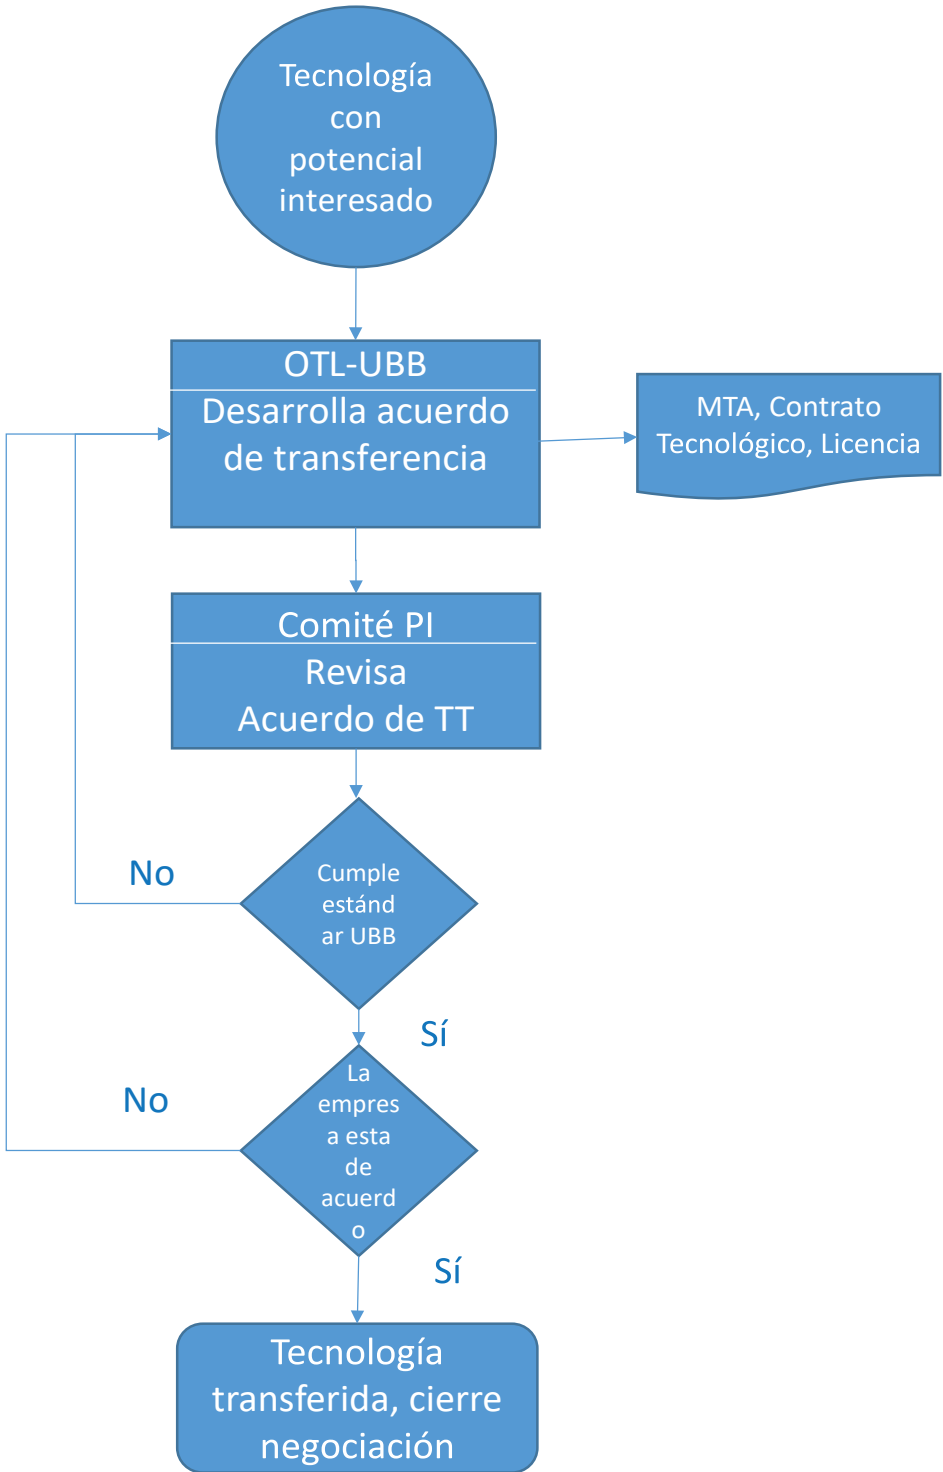 Tecnología
con
potencial
interesado
OTL-UBB
Desarrolla acuerdo
de transferencia
MTA, Contrato
Tecnológico, Licencia
Comité PI
Revisa
Acuerdo de TT
No
Cumple
estánd
ar UBB
Sí
No
La
empres
a esta
de
acuerd
o
Sí
Tecnología
transferida, cierre
negociación